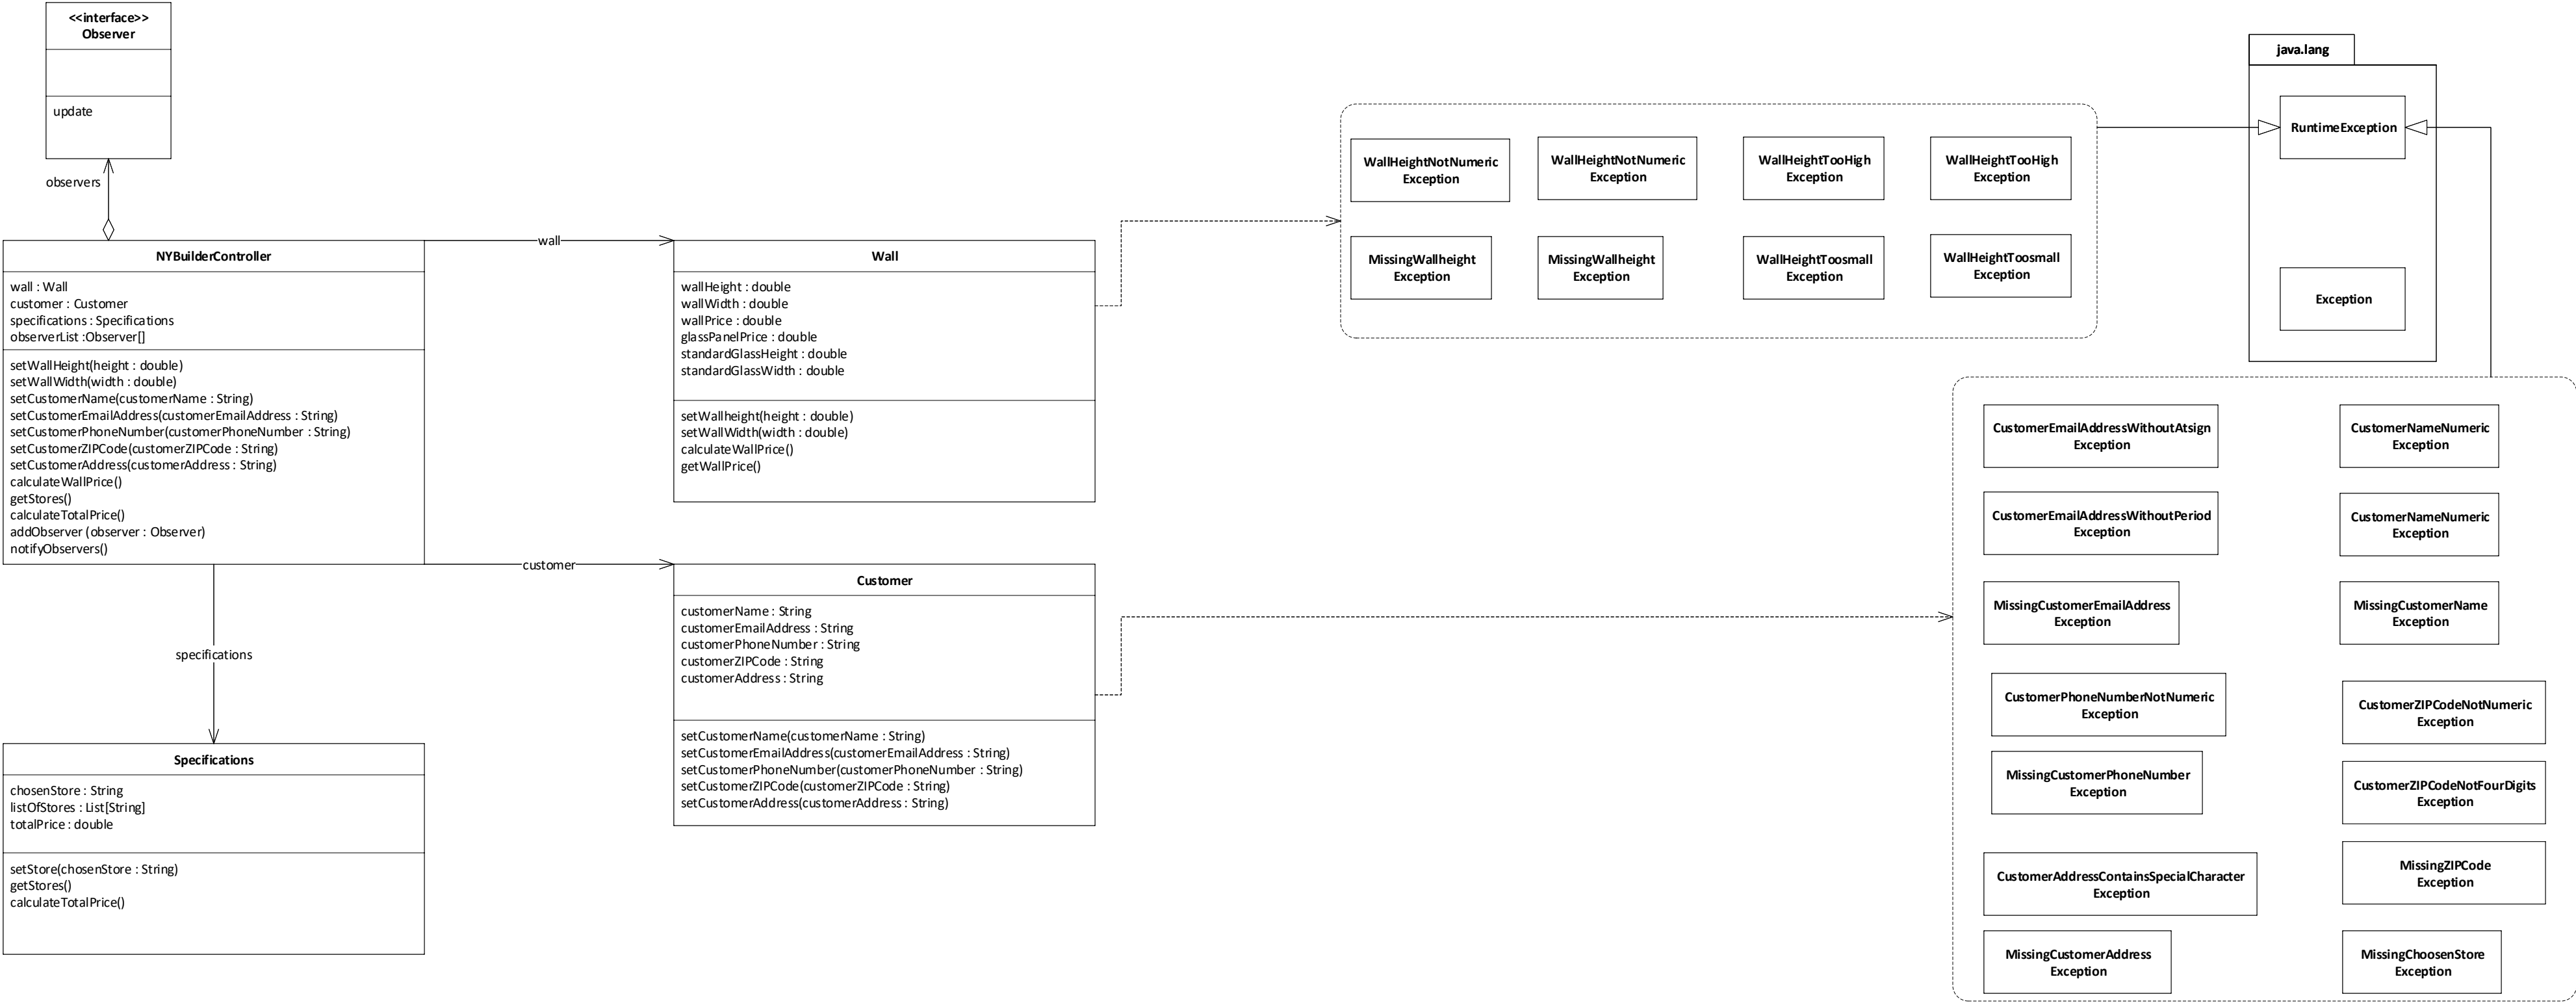 <<interface>>
Observer
update
observers
NYBuilderController
wall : Wall
customer : Customer
specifications : Specifications
observerList :Observer[]
setWallHeight(height : double)
setWallWidth(width : double)
setCustomerName(customerName : String)
setCustomerEmailAddress(customerEmailAddress : String)
setCustomerPhoneNumber(customerPhoneNumber : String)
setCustomerZIPCode(customerZIPCode : String)
setCustomerAddress(customerAddress : String)
calculateWallPrice()
getStores()
calculateTotalPrice()
addObserver (observer : Observer)
notifyObservers()
wall
customer
specifications
Specifications
chosenStore : String
listOfStores : List[String]
totalPrice : double
setStore(chosenStore : String)
getStores()
calculateTotalPrice()
Wall
wallHeight : double
wallWidth : double
wallPrice : double
glassPanelPrice : double
standardGlassHeight : double
standardGlassWidth : double
setWallheight(height : double)
setWallWidth(width : double)
calculateWallPrice()
getWallPrice()
Customer
customerName : String
customerEmailAddress : String
customerPhoneNumber : String
customerZIPCode : String
customerAddress : String
setCustomerName(customerName : String)
setCustomerEmailAddress(customerEmailAddress : String)
setCustomerPhoneNumber(customerPhoneNumber : String)
setCustomerZIPCode(customerZIPCode : String)
setCustomerAddress(customerAddress : String)
WallHeightNotNumeric
Exception
WallHeightNotNumeric
Exception
WallHeightTooHigh
Exception
WallHeightTooHigh
Exception
MissingWallheight
Exception
MissingWallheight
Exception
WallHeightToosmall
Exception
WallHeightToosmall
Exception
java.lang
RuntimeException
Exception
CustomerEmailAddressWithoutAtsign
Exception
CustomerNameNumeric
Exception
CustomerEmailAddressWithoutPeriod
Exception
CustomerNameNumeric
Exception
MissingCustomerEmailAddress
Exception
MissingCustomerName
Exception
CustomerPhoneNumberNotNumeric
Exception
CustomerZIPCodeNotNumeric
Exception
MissingCustomerPhoneNumber
Exception
CustomerZIPCodeNotFourDigits
Exception
CustomerAddressContainsSpecialCharacter
Exception
MissingZIPCode
Exception
MissingCustomerAddress
Exception
MissingChoosenStore
Exception